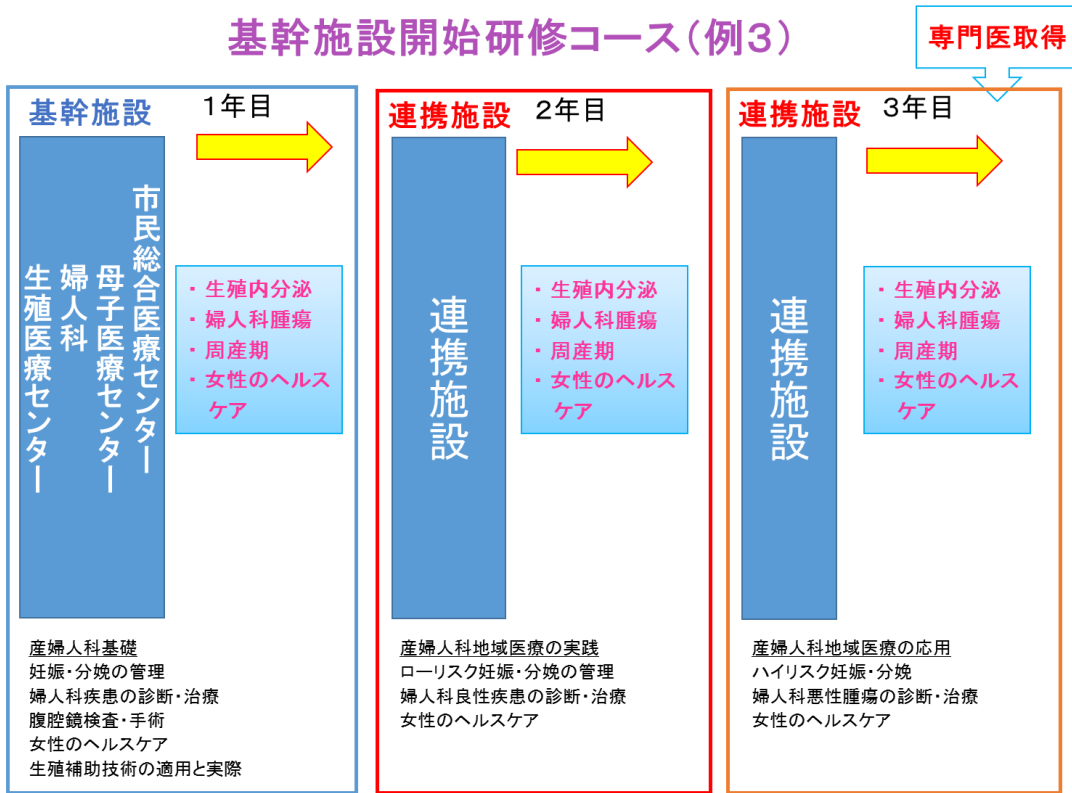 基幹施設開始研修コース(例3)
専門医取得
基幹施設
1年目
市民総合医療センター
母子医療センター
婦人科
生殖医療センター
・ 生殖内分泌
・ 婦人科腫瘍
・ 周産期
・ 女性のヘルス
ケア
産婦人科基礎
妊娠・分娩の管理
婦人科疾患の診断・治療
腹腔鏡検査・手術
女性のヘルスケア
生殖補助技術の適用と実際
連携施設
2年目
連携施設
・ 生殖内分泌
・ 婦人科腫瘍
・ 周産期
・ 女性のヘルス
ケア
産婦人科地域医療の実践
ローリスク妊娠・分娩の管理
婦人科良性疾患の診断・治療
女性のヘルスケア
連携施設
3年目
連携施設
・ 生殖内分泌
・ 婦人科腫瘍
・ 周産期
・ 女性のヘルス
ケア
産婦人科地域医療の応用
ハイリスク妊娠・分娩
婦人科悪性腫瘍の診断・治療
女性のヘルスケア